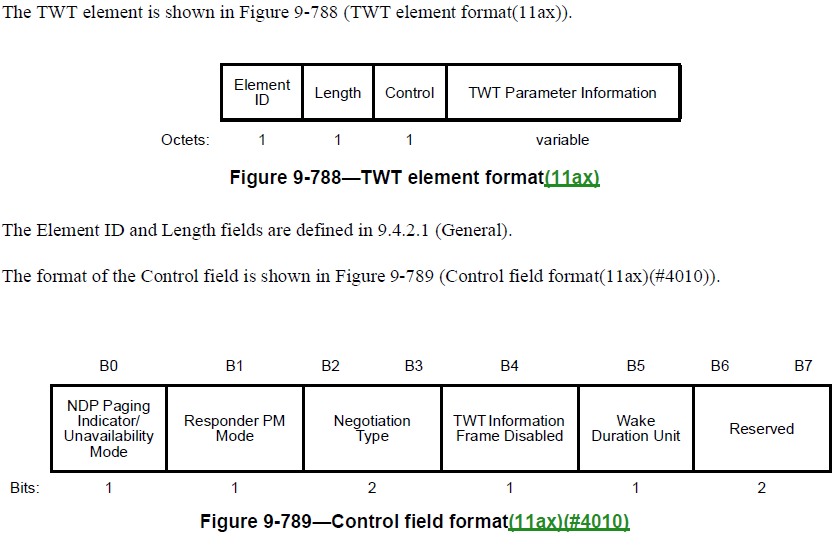 The TWT element is shown in Figure 9-788 (TWT element format(11ax)).
Element ID Length Control TWT Parameter Information
Octets: 1 1 1 variable
Figure 9-788—TWT element format(11ax)
The Element ID and Length fields are defined in 9.4.2.1 (General).
The format of the Control field is shown in Figure 9-789 (Control field format(11ax)(#4010)).
B0 B1 B2 B3 B4 B5 B6 B7
NDP Paging Indicator/ Unavailability Mode Responder PM Mode Negotiation Type TWT Information Frame Disabled Wake Duration Unit Reserved
Bits: 1 1 2 1 1 2
Figure 9-789—Control field format(11ax)(#4010)